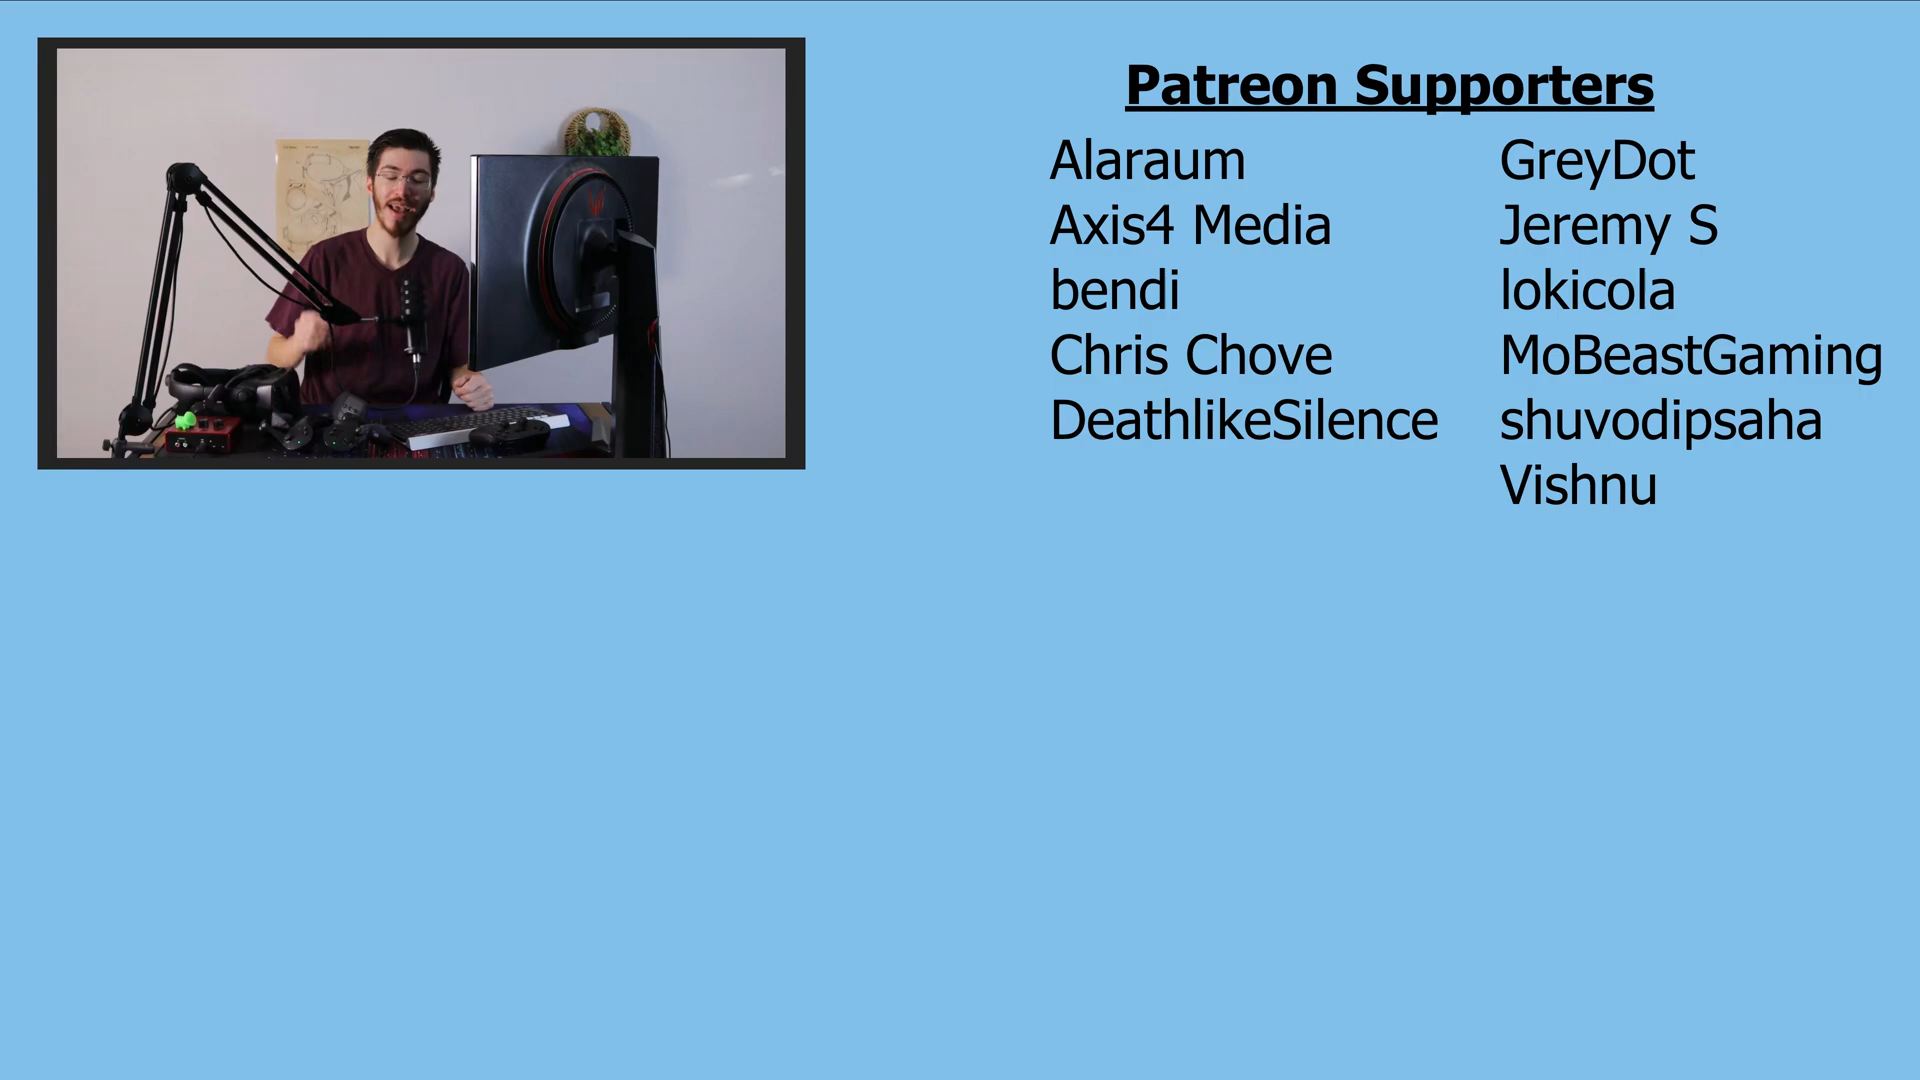 Patreon Supporters
Alaraum
Axis4 Media
bendi
Chris Chove
DeathlikeSilence
GreyDot
Jeremy S
lokicola
MoBeastGaming
shuvodipsaha
Vishnu